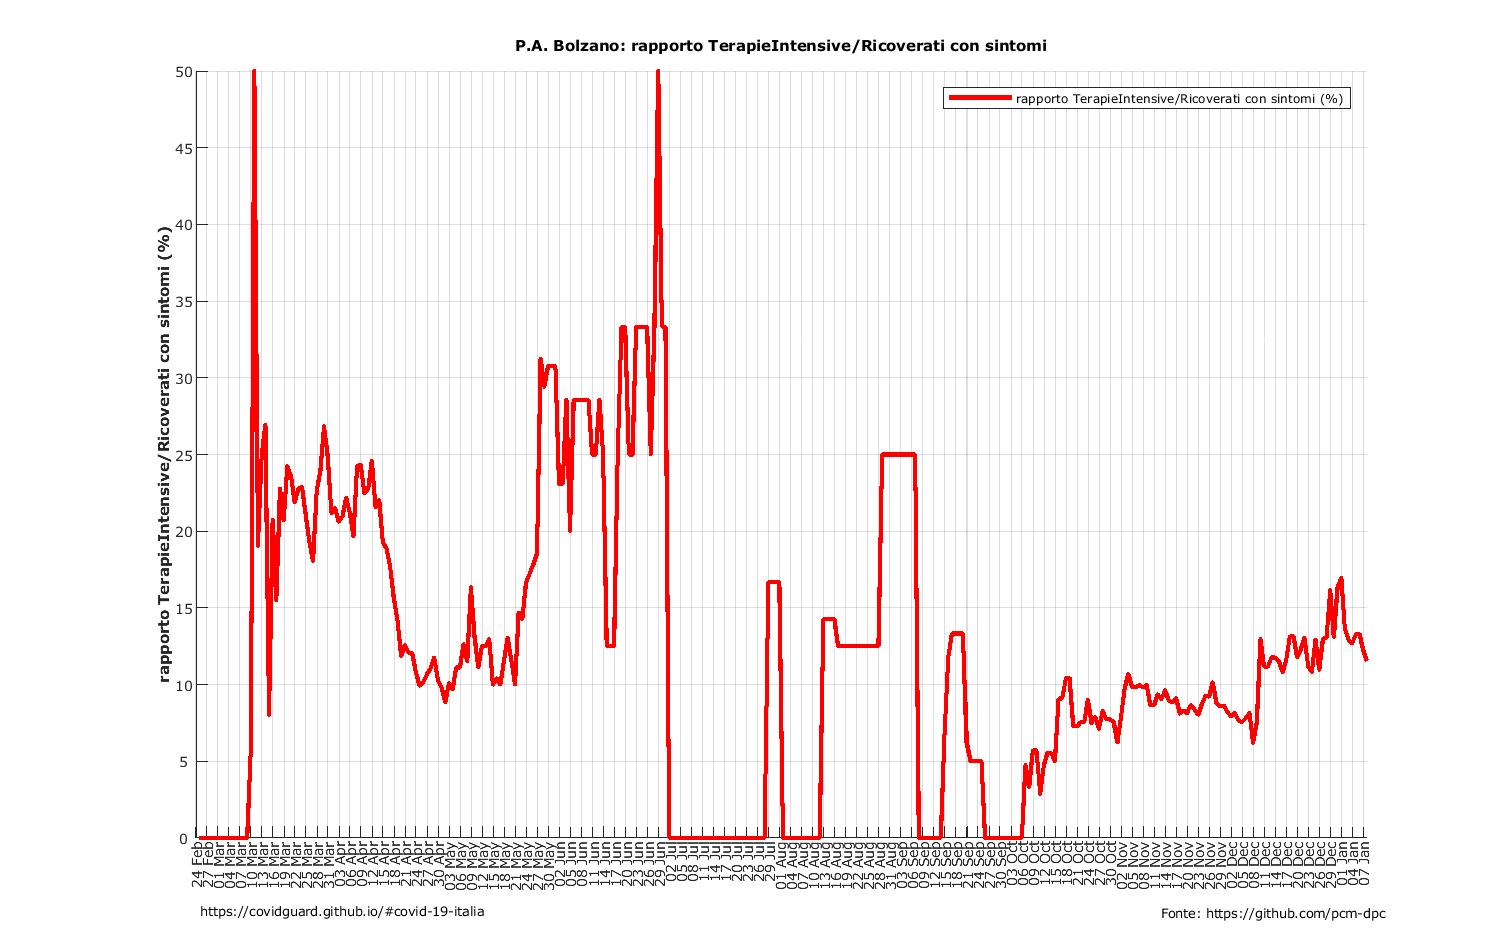 P.A. Bolzano: rapporto TerapieIntensive/Ricoverati con sintomi
rapporto TerapieIntensive/Ricoverati con sintomi (%)
rapporto TerapieIntensive/Ricoverati con sintomi (%)
50
45
40
35
30
25
20
15
10
5
0
24 Feb
27 Feb
01 Mar
04 Mar
07 Mar
10 Mar
13 Mar
16 Mar
19 Mar
22 Mar
25 Mar
28 Mar
31 Mar
03 Apr
06 Apr
09 Apr
12 Apr
15 Apr
18 Apr
21 Apr
24 Apr
27 Apr
30 Apr
03 May
06 May
09 May
12 May
15 May
18 May
21 May
24 May
27 May
30 May
02 Jun
05 Jun
08 Jun
11 Jun
14 Jun
17 Jun
20 Jun
23 Jun
26 Jun
29 Jun
02 Jul
05 Jul
08 Jul
11 Jul
14 Jul
17 Jul
20 Jul
23 Jul
26 Jul
29 Jul
01 Aug
04 Aug
07 Aug
10 Aug
13 Aug
16 Aug
19 Aug
22 Aug
25 Aug
28 Aug
31 Aug
03 Sep
06 Sep
09 Sep
12 Sep
15 Sep
18 Sep
21 Sep
24 Sep
27 Sep
30 Sep
03 Oct
06 Oct
09 Oct
12 Oct
15 Oct
18 Oct
21 Oct
24 Oct
27 Oct
30 Oct
02 Nov
05 Nov
08 Nov
11 Nov
14 Nov
17 Nov
20 Nov
23 Nov
26 Nov
29 Nov
02 Dec
05 Dec
08 Dec
11 Dec
14 Dec
17 Dec
20 Dec
23 Dec
26 Dec
29 Dec
01 Jan
04 Jan
07 Jan
https://covidguard.github.io/#covid-19-italia
Fonte: https://github.com/pcm-dpc